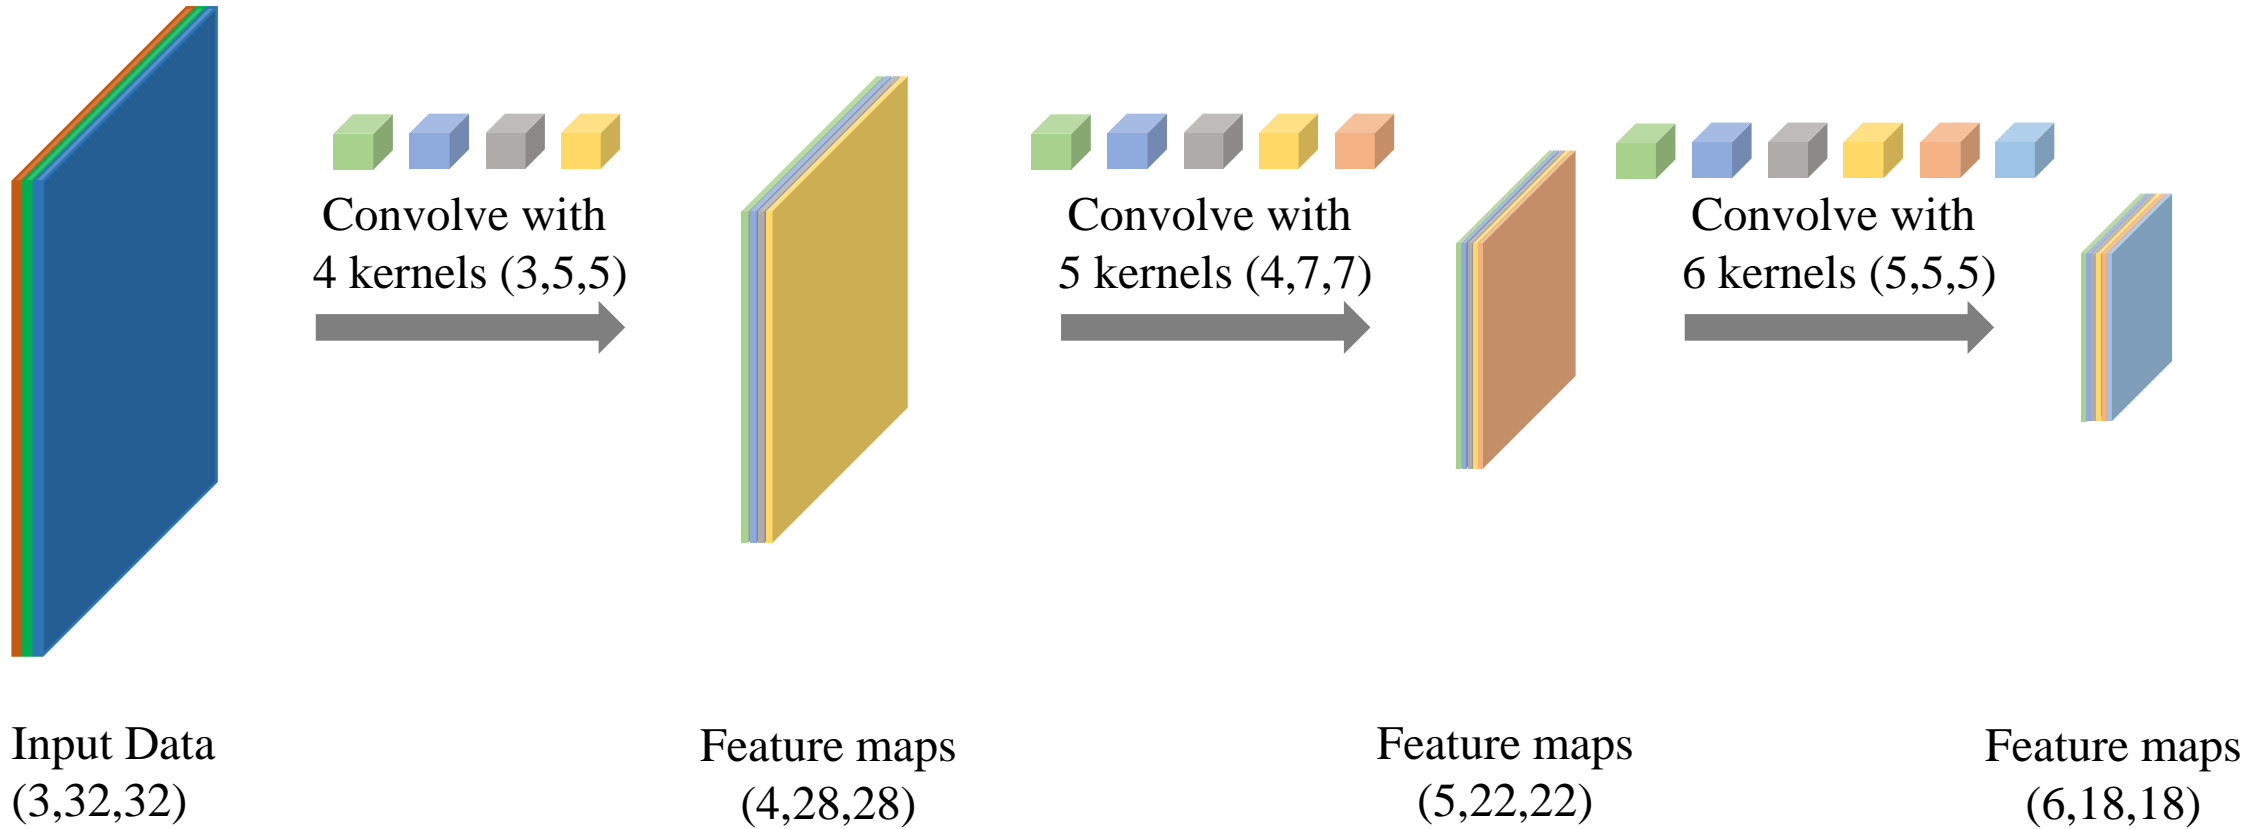 Convolve with
4 kernels (3,5,5)
Convolve with
5 kernels (4,7,7)
Convolve with
6 kernels (5,5,5)
Input Data
(3,32,32)
Feature maps
(4,28,28)
Feature maps
(5,22,22)
Feature maps
(6,18,18)